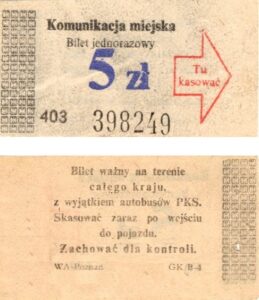 Komunikacja miejska
Bilet jednorazowy
5 zł
Tu
kasować
403
398249
Bilet ważny na terenie
całego kraju,
z wyjątkiem autobusów PKS.
Skasować zaraz po wejściu
do pojazdu.
Zachować dla kontroli.
WA-Poznań GK/B-4